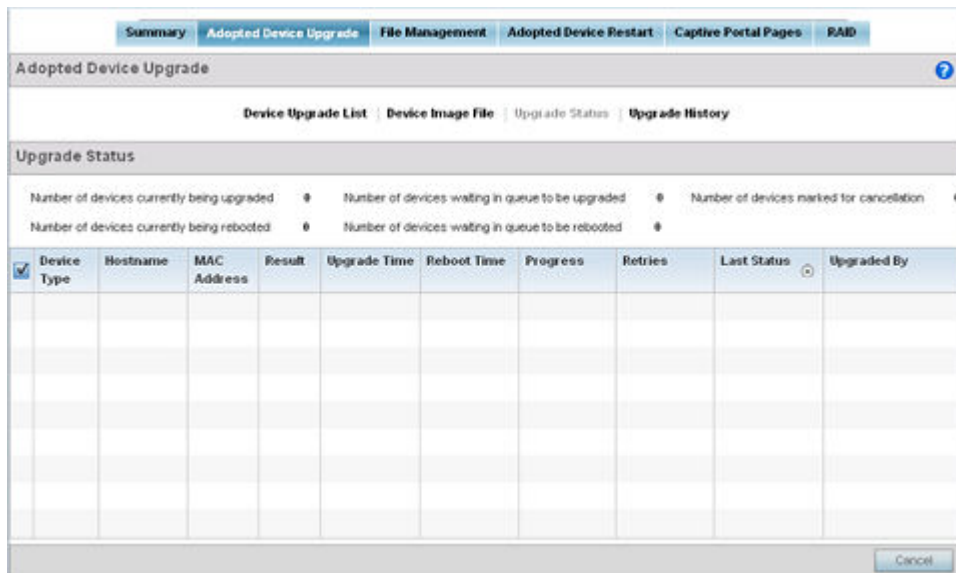 Summary Adopted Device Upgrade File Management Adopted Device Restart Captive Portal Pages RAID
Adopted Device Upgrade ?
Device Upgrade List | Device Image File | Upgrade Status | Upgrade History
Upgrade Status
Number of devices currently being upgraded 0 Number of devices waiting in queue to be upgraded 0 Number of devices marked for cancellation
Number of devices currently being rebooted 0 Number of devices waiting in queue to be rebooted 0
Device Type Hostname MAC Address Result Upgrade Time Reboot Time Progress Retries Last Status Upgraded By
Cancel